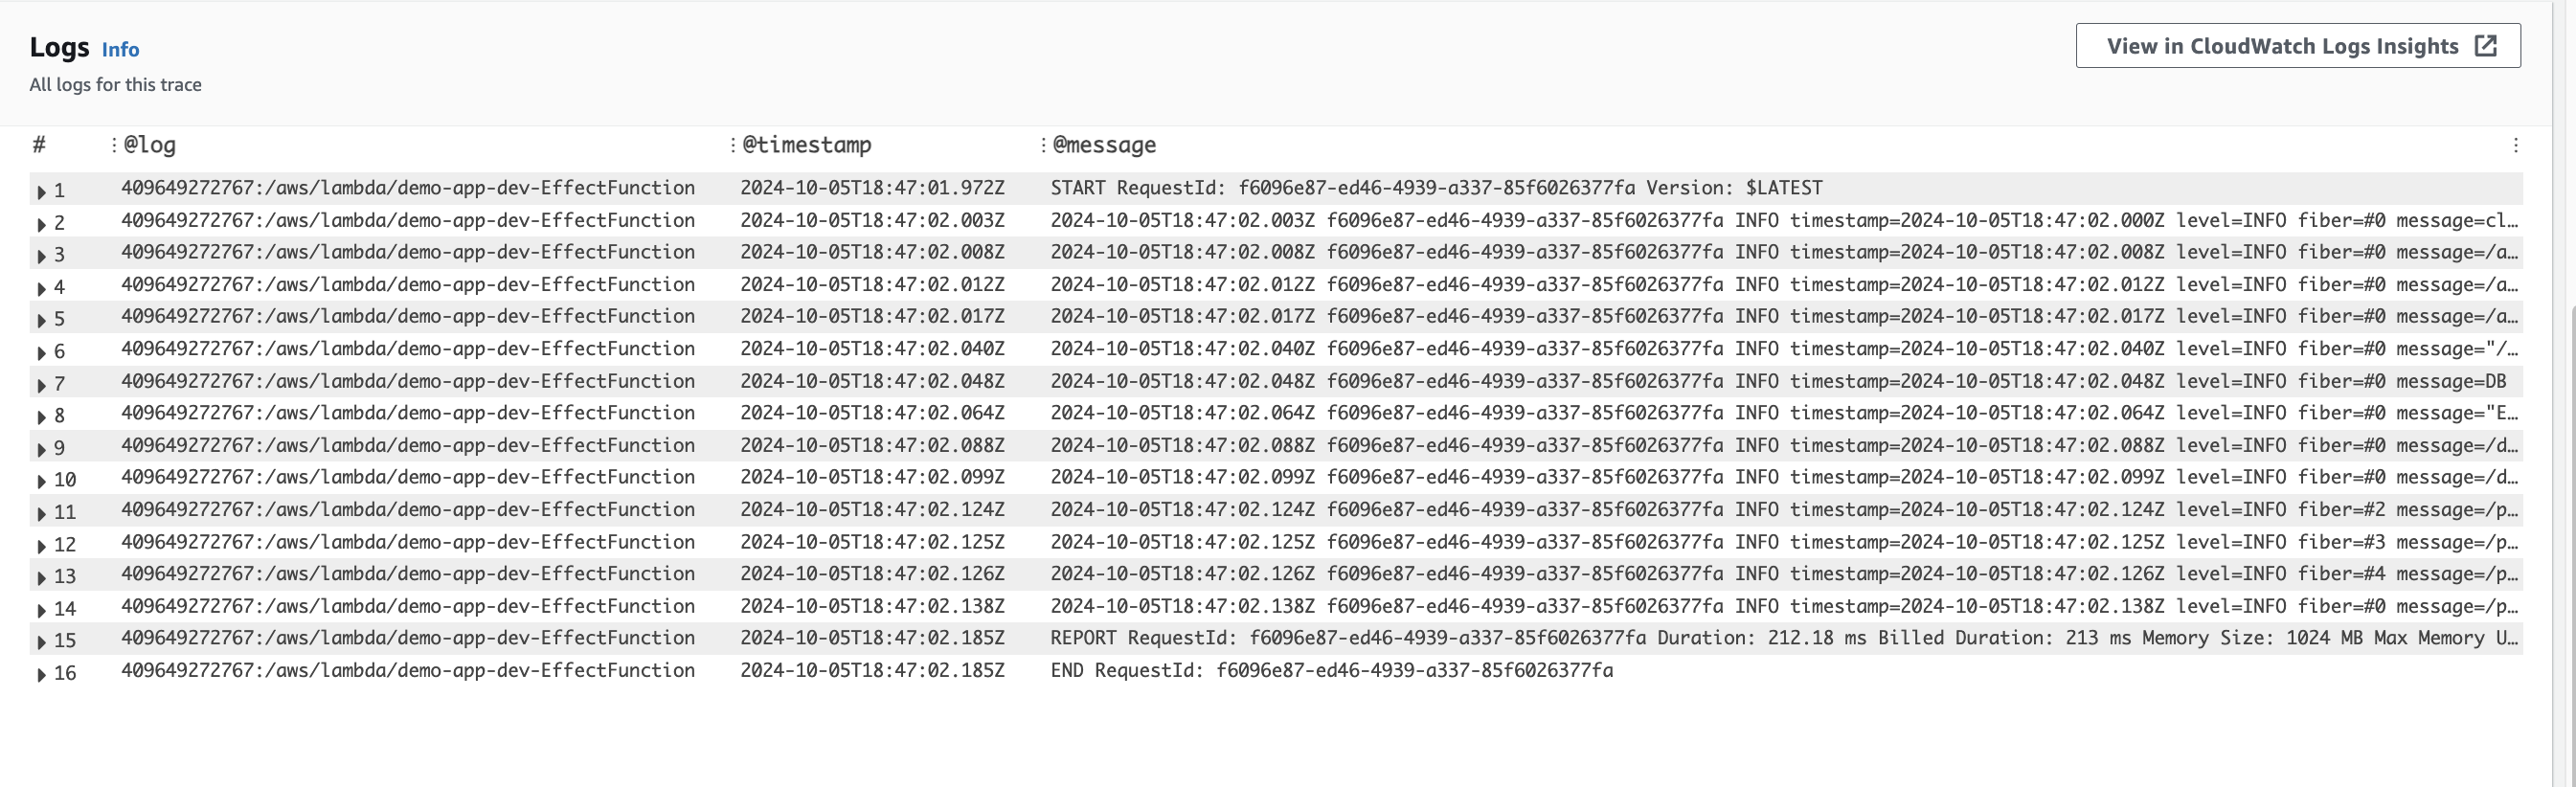 Logs Info
View in CloudWatch Logs Insights
All logs for this trace
# @log @timestamp @message
1 409649272767:/aws/lambda/demo-app-dev-EffectFunction 2024-10-05T18:47:01.972Z START RequestId: f6096e87-ed46-4939-a337-85f6026377fa Version: $LATEST
2 409649272767:/aws/lambda/demo-app-dev-EffectFunction 2024-10-05T18:47:02.003Z 2024-10-05T18:47:02.003Z f6096e87-ed46-4939-a337-85f6026377fa INFO timestamp=2024-10-05T18:47:02.000Z level=INFO fiber=#0 message=cl…
3 409649272767:/aws/lambda/demo-app-dev-EffectFunction 2024-10-05T18:47:02.008Z 2024-10-05T18:47:02.008Z f6096e87-ed46-4939-a337-85f6026377fa INFO timestamp=2024-10-05T18:47:02.008Z level=INFO fiber=#0 message=/a…
4 409649272767:/aws/lambda/demo-app-dev-EffectFunction 2024-10-05T18:47:02.012Z 2024-10-05T18:47:02.012Z f6096e87-ed46-4939-a337-85f6026377fa INFO timestamp=2024-10-05T18:47:02.012Z level=INFO fiber=#0 message=/a…
5 409649272767:/aws/lambda/demo-app-dev-EffectFunction 2024-10-05T18:47:02.017Z 2024-10-05T18:47:02.017Z f6096e87-ed46-4939-a337-85f6026377fa INFO timestamp=2024-10-05T18:47:02.017Z level=INFO fiber=#0 message=/a…
6 409649272767:/aws/lambda/demo-app-dev-EffectFunction 2024-10-05T18:47:02.040Z 2024-10-05T18:47:02.040Z f6096e87-ed46-4939-a337-85f6026377fa INFO timestamp=2024-10-05T18:47:02.040Z level=INFO fiber=#0 message="/…
7 409649272767:/aws/lambda/demo-app-dev-EffectFunction 2024-10-05T18:47:02.048Z 2024-10-05T18:47:02.048Z f6096e87-ed46-4939-a337-85f6026377fa INFO timestamp=2024-10-05T18:47:02.048Z level=INFO fiber=#0 message=DB
8 409649272767:/aws/lambda/demo-app-dev-EffectFunction 2024-10-05T18:47:02.064Z 2024-10-05T18:47:02.064Z f6096e87-ed46-4939-a337-85f6026377fa INFO timestamp=2024-10-05T18:47:02.064Z level=INFO fiber=#0 message="E…
9 409649272767:/aws/lambda/demo-app-dev-EffectFunction 2024-10-05T18:47:02.088Z 2024-10-05T18:47:02.088Z f6096e87-ed46-4939-a337-85f6026377fa INFO timestamp=2024-10-05T18:47:02.088Z level=INFO fiber=#0 message=/d…
10 409649272767:/aws/lambda/demo-app-dev-EffectFunction 2024-10-05T18:47:02.099Z 2024-10-05T18:47:02.099Z f6096e87-ed46-4939-a337-85f6026377fa INFO timestamp=2024-10-05T18:47:02.099Z level=INFO fiber=#0 message=/d…
11 409649272767:/aws/lambda/demo-app-dev-EffectFunction 2024-10-05T18:47:02.124Z 2024-10-05T18:47:02.124Z f6096e87-ed46-4939-a337-85f6026377fa INFO timestamp=2024-10-05T18:47:02.124Z level=INFO fiber=#2 message=/p…
12 409649272767:/aws/lambda/demo-app-dev-EffectFunction 2024-10-05T18:47:02.125Z 2024-10-05T18:47:02.125Z f6096e87-ed46-4939-a337-85f6026377fa INFO timestamp=2024-10-05T18:47:02.125Z level=INFO fiber=#3 message=/p…
13 409649272767:/aws/lambda/demo-app-dev-EffectFunction 2024-10-05T18:47:02.126Z 2024-10-05T18:47:02.126Z f6096e87-ed46-4939-a337-85f6026377fa INFO timestamp=2024-10-05T18:47:02.126Z level=INFO fiber=#4 message=/p…
14 409649272767:/aws/lambda/demo-app-dev-EffectFunction 2024-10-05T18:47:02.138Z 2024-10-05T18:47:02.138Z f6096e87-ed46-4939-a337-85f6026377fa INFO timestamp=2024-10-05T18:47:02.138Z level=INFO fiber=#0 message=/p…
15 409649272767:/aws/lambda/demo-app-dev-EffectFunction 2024-10-05T18:47:02.185Z REPORT RequestId: f6096e87-ed46-4939-a337-85f6026377fa Duration: 212.18 ms Billed Duration: 213 ms Memory Size: 1024 MB Max Memory U…
16 409649272767:/aws/lambda/demo-app-dev-EffectFunction 2024-10-05T18:47:02.185Z END RequestId: f6096e87-ed46-4939-a337-85f6026377fa